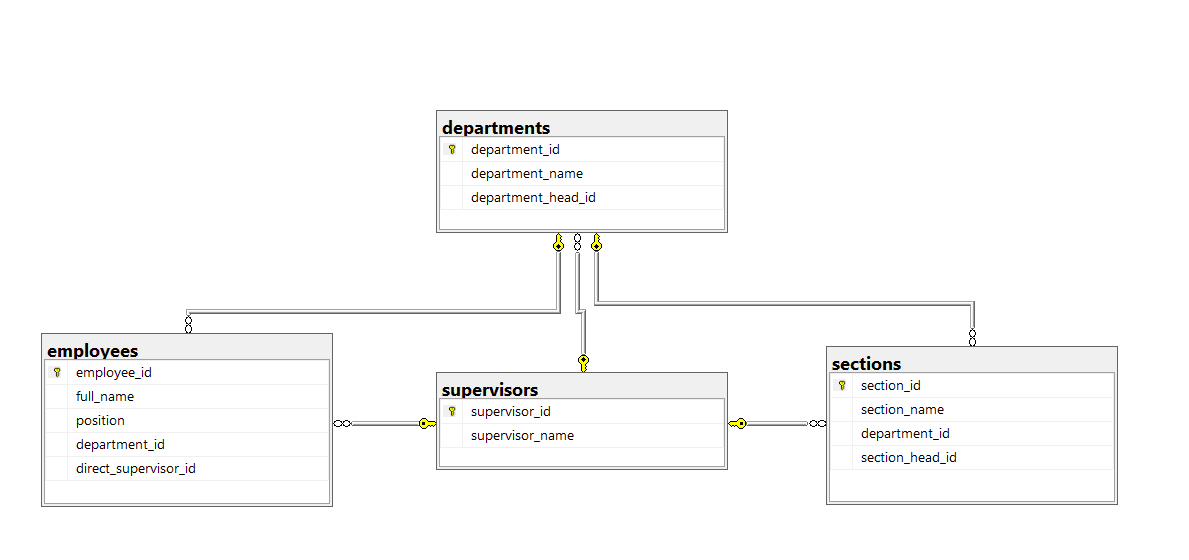 departments
department_id
department_name
department_head_id
employees
employee_id
full_name
position
department_id
direct_supervisor_id
supervisors
supervisor_id
supervisor_name
sections
section_id
section_name
department_id
section_head_id